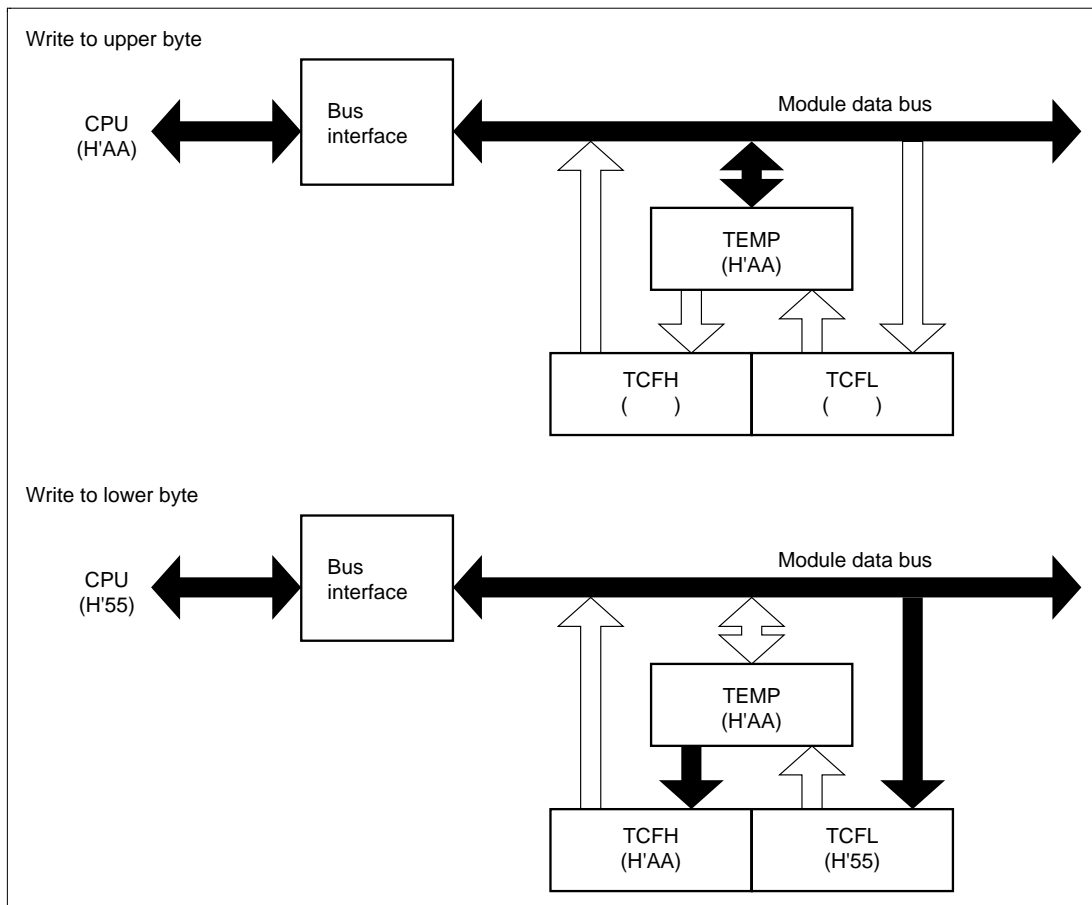 Write to upper byte
CPU
(H'AA)
Bus
interface
Module data bus
TEMP
(H'AA)
TCFH
( )
TCFL
( )
Write to lower byte
CPU
(H'55)
Bus
interface
Module data bus
TEMP
(H'AA)
TCFH
(H'AA)
TCFL
(H'55)